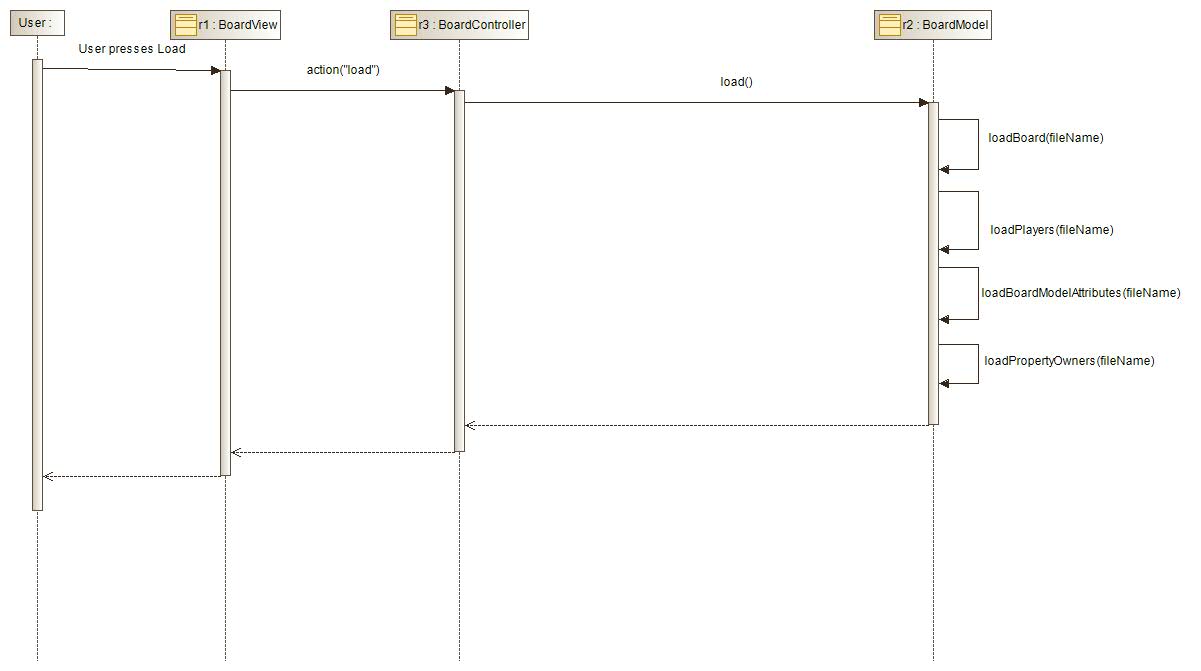 User :
r1 : BoardView
r3 : BoardController
r2 : BoardModel
User presses Load
action("load")
load()
loadBoard(fileName)
loadPlayers(fileName)
loadBoardModelAttributes(fileName)
loadPropertyOwners(fileName)